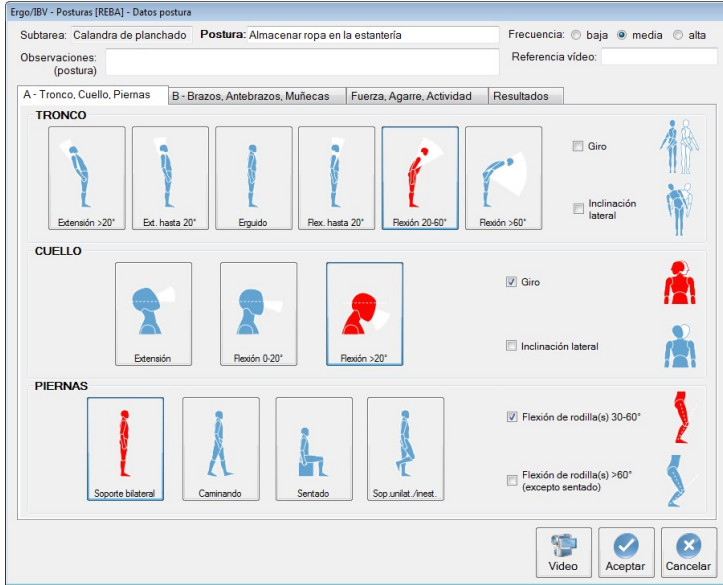 Ergo/IBV - Posturas [REBA] - Datos postura
Subtarea: Calandra de planchado Postura: Almacenar ropa en la estantería Frecuencia: baja media alta
Observaciones: (postura) Referencia vídeo:
A - Tronco, Cuello, Piernas B - Brazos, Antebrazos, Muñecas Fuerza, Agarre, Actividad Resultados
TRONCO
Giro
Inclinación
lateral
Extensión >20° Ext. hasta 20° Erguido Flex. hasta 20° Flexión 20-60° Flexión >60°
CUELLO
Giro
Inclinación lateral
Extensión Flexión 0-20° Flexión >20°
PIERNAS
Flexión de rodilla(s) 30-60°
Flexión de rodilla(s) >60°
(excepto sentado)
Soporte bilateral Caminando Sentado Sop.unilat./inest.
Video Aceptar Cancelar